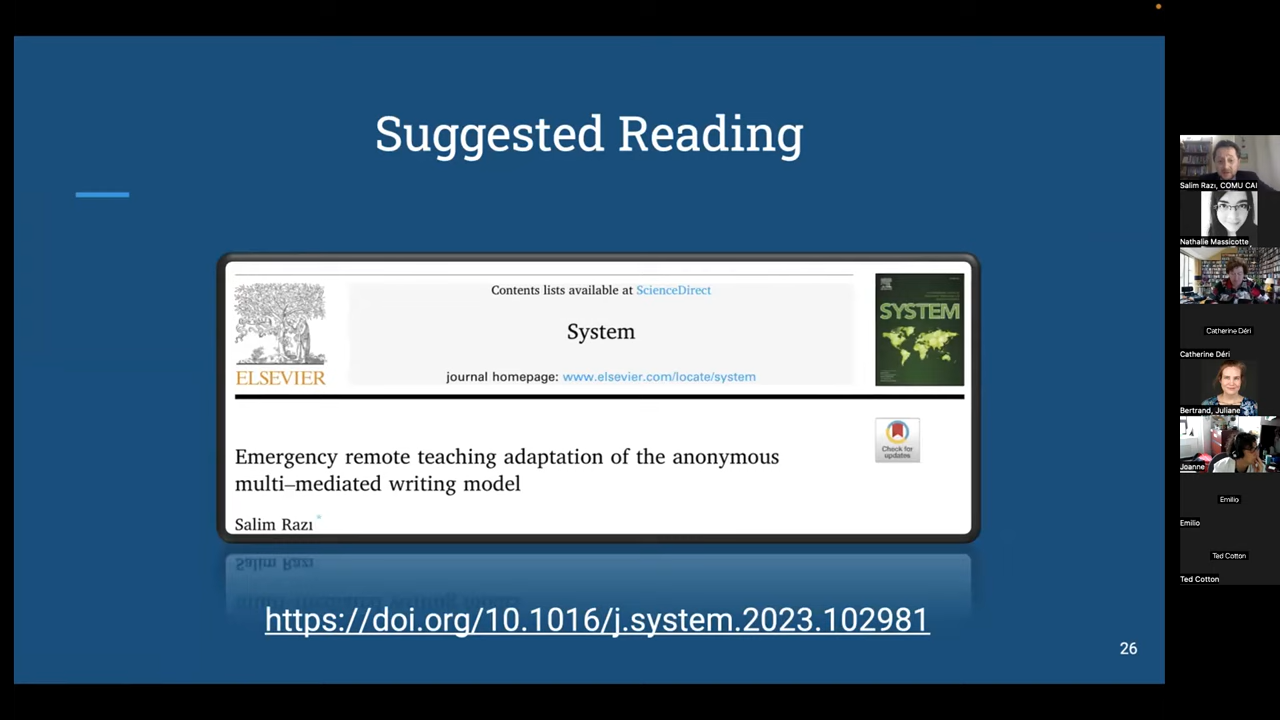 Suggested Reading
Contents lists available at ScienceDirect
System
journal homepage: www.elsevier.com/locate/system
ELSEVIER
SYSTEM
Check for
updates
Emergency remote teaching adaptation of the anonymous
multi–mediated writing model
Salim Razı
https://doi.org/10.1016/j.system.2023.102981
26
Salim Razı, COMU CAI
Nathalie Massicotte
Catherine Déri
Catherine Déri
Bertrand, Juliane
Joanne
Emilio
Emilio
Ted Cotton
Ted Cotton